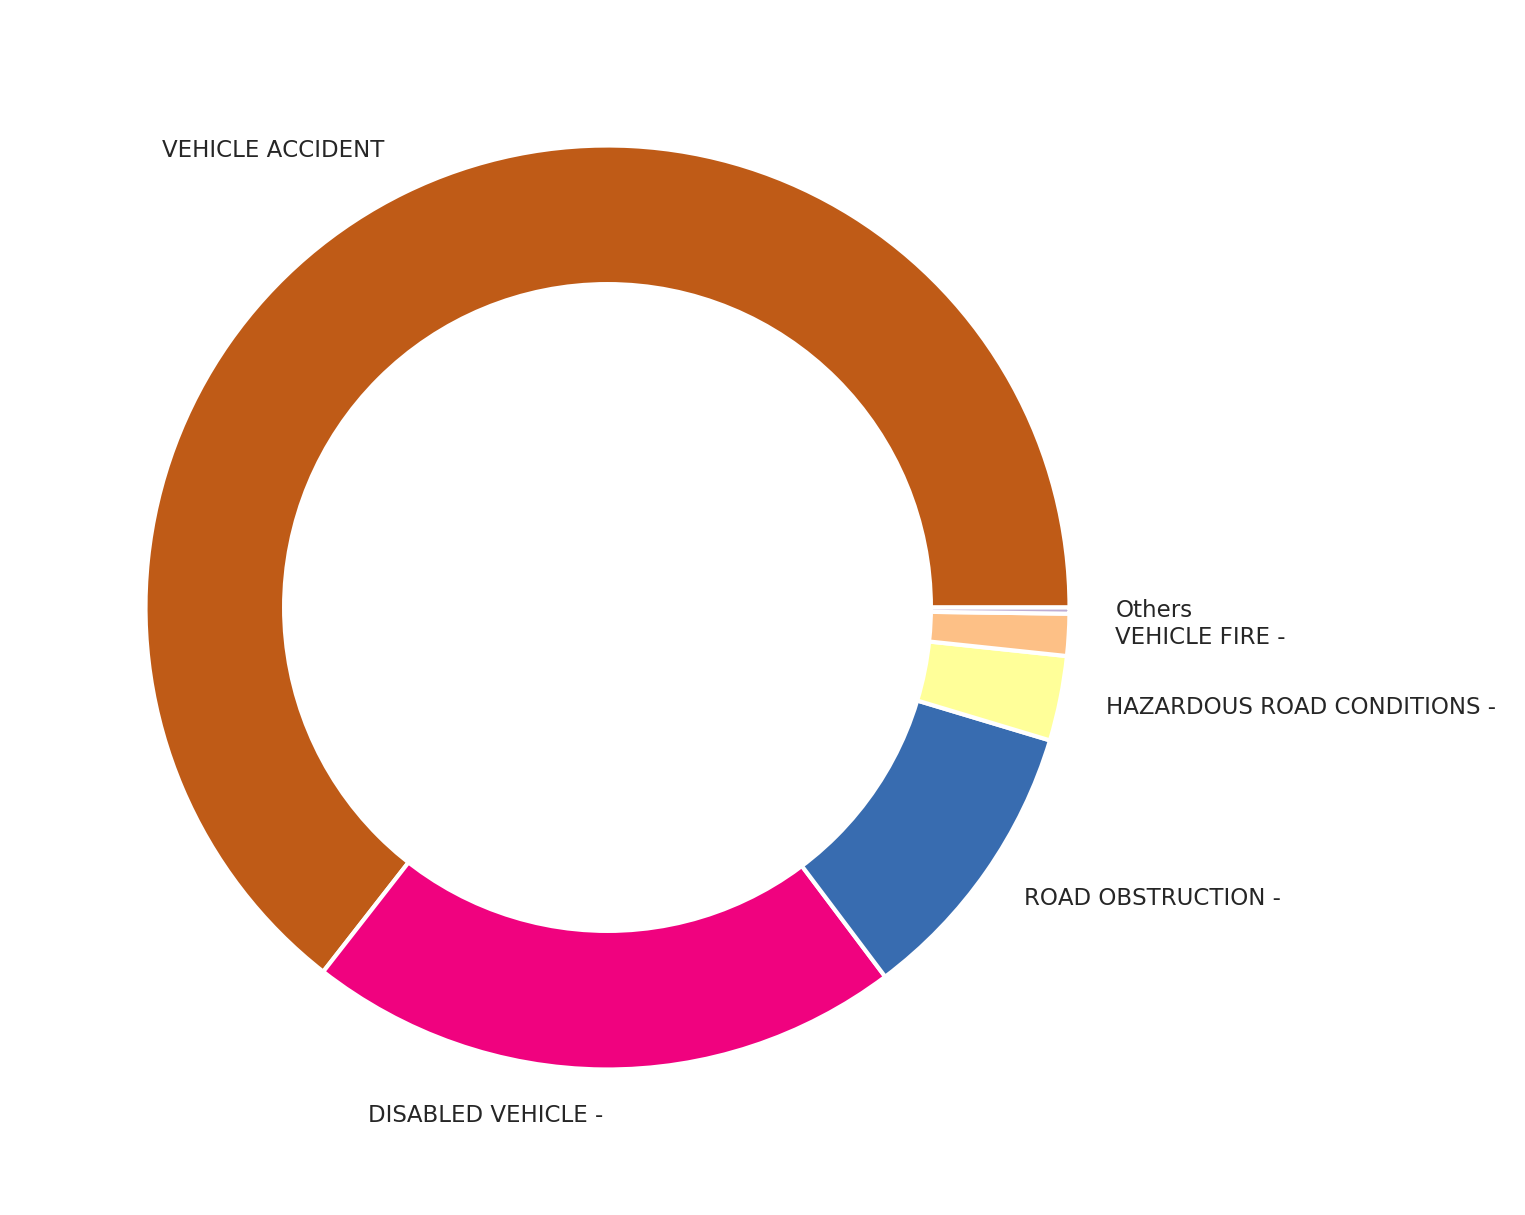 VEHICLE ACCIDENT
Others
VEHICLE FIRE -
HAZARDOUS ROAD CONDITIONS -
ROAD OBSTRUCTION -
DISABLED VEHICLE -